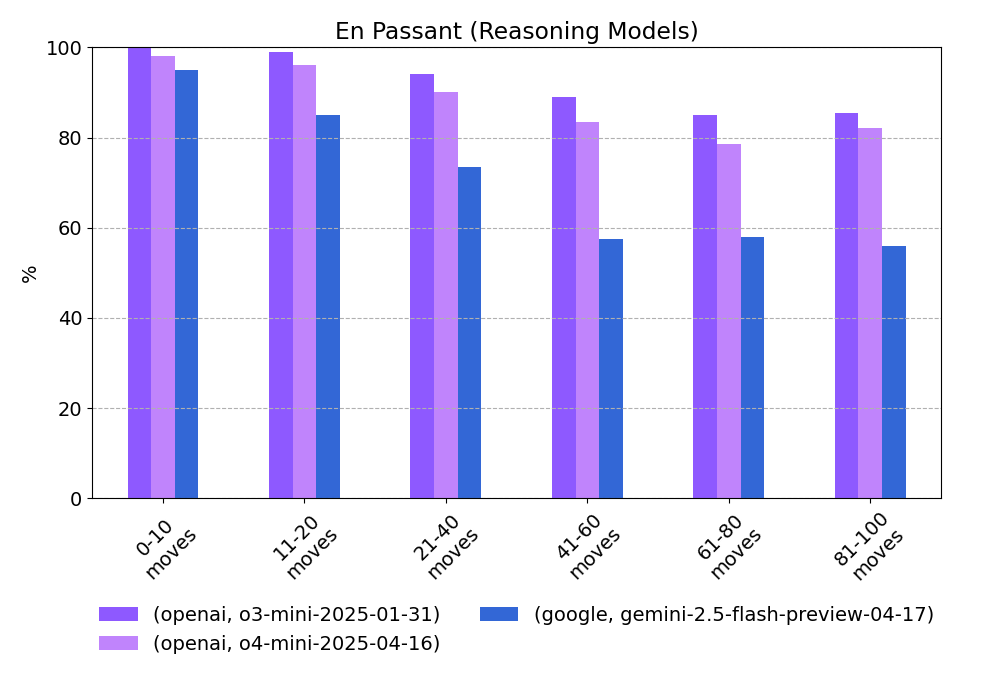 En Passant (Reasoning Models)
100
80
60
40
20
0
%
0-10
moves
11-20
moves
21-40
moves
41-60
moves
61-80
moves
81-100
moves
(openai, o3-mini-2025-01-31)
(openai, o4-mini-2025-04-16)
(google, gemini-2.5-flash-preview-04-17)